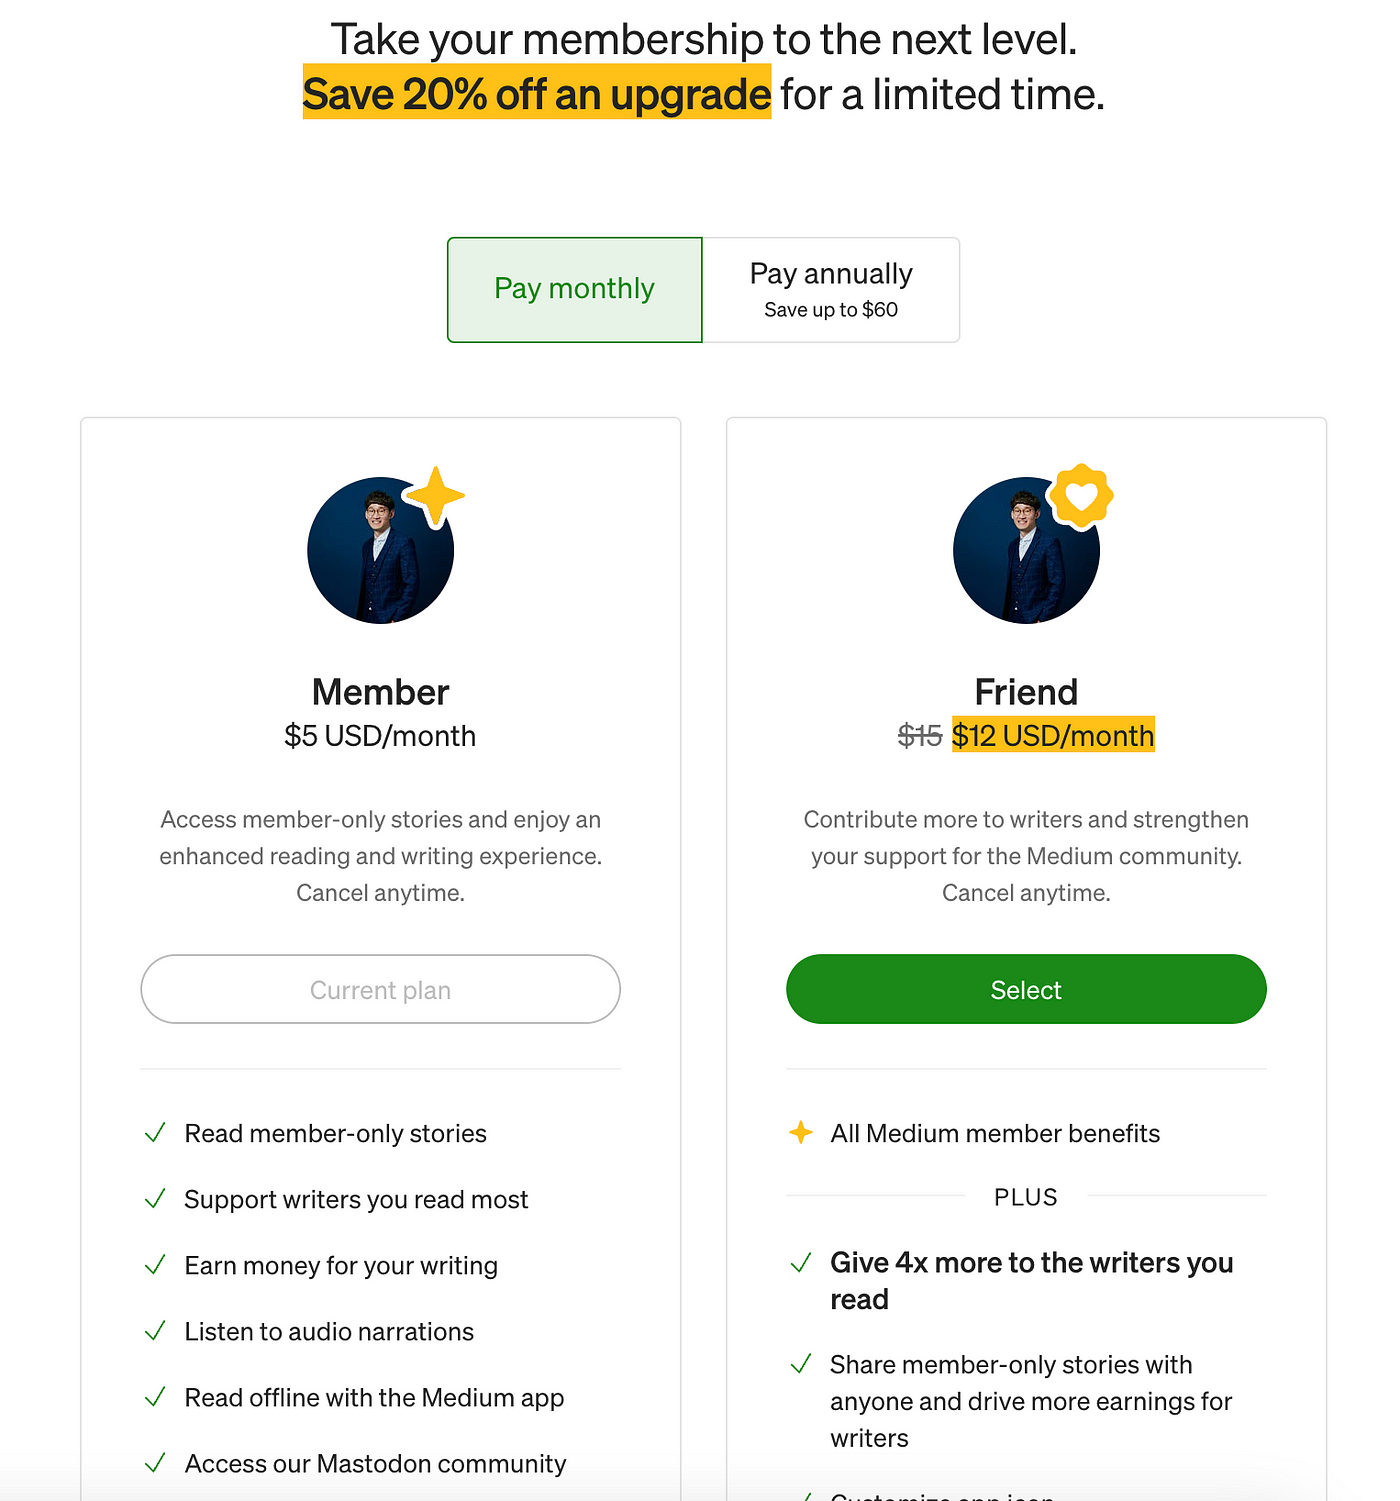 Take your membership to the next level.
Save 20% off an upgrade for a limited time.
Pay monthly
Pay annually
Save up to $60
Member
$5 USD/month
Access member-only stories and enjoy an
enhanced reading and writing experience.
Cancel anytime.
Current plan
Read member-only stories
Support writers you read most
Earn money for your writing
Listen to audio narrations
Read offline with the Medium app
Access our Mastodon community
Friend
$15 $12 USD/month
Contribute more to writers and strengthen
your support for the Medium community.
Cancel anytime.
Select
All Medium member benefits
PLUS
Give 4x more to the writers you
read
Share member-only stories with
anyone and drive more earnings for
writers
Customize app icon